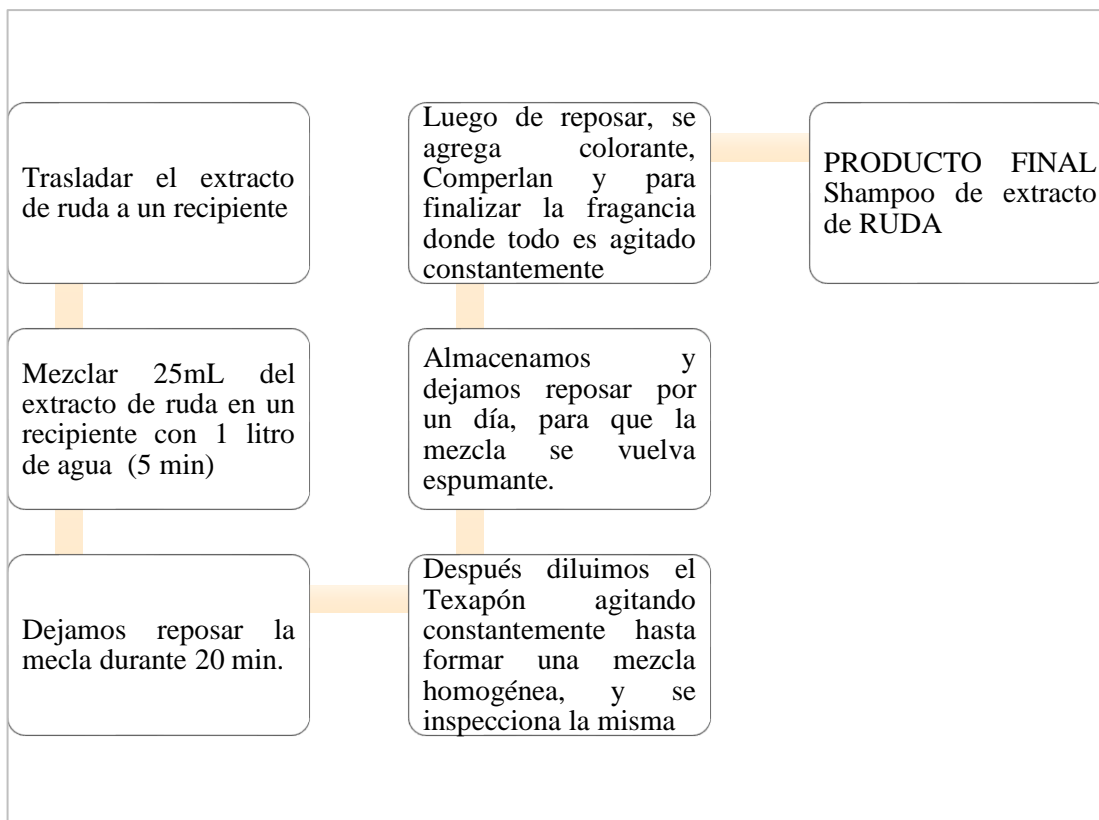 Trasladar el extracto
de ruda a un recipiente
Mezclar 25mL del
extracto de ruda en un
recipiente con 1 litro
de agua (5 min)
Dejamos reposar la
mecla durante 20 min.
Después diluimos el
Texapón agitando
constantemente hasta
formar una mezcla
homogénea, y se
inspecciona la misma
Almacenamos y
dejamos reposar por
un día, para que la
mezcla se vuelva
espumante.
Luego de reposar, se
agrega colorante,
Comperlan y para
finalizar la fragancia
donde todo es agitado
constantemente
PRODUCTO FINAL
Shampoo de extracto
de RUDA